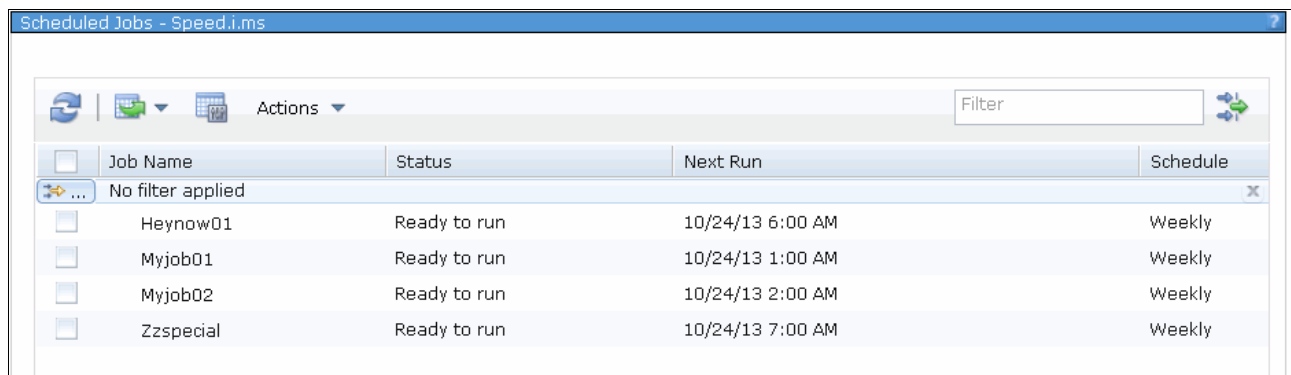 Scheduled Jobs - Speed.i.ms ?
Actions Filter
Job Name Status Next Run Schedule
... No filter applied x
Heynow01 Ready to run 10/24/13 6:00 AM Weekly
Myjob01 Ready to run 10/24/13 1:00 AM Weekly
Myjob02 Ready to run 10/24/13 2:00 AM Weekly
Zzspecial Ready to run 10/24/13 7:00 AM Weekly